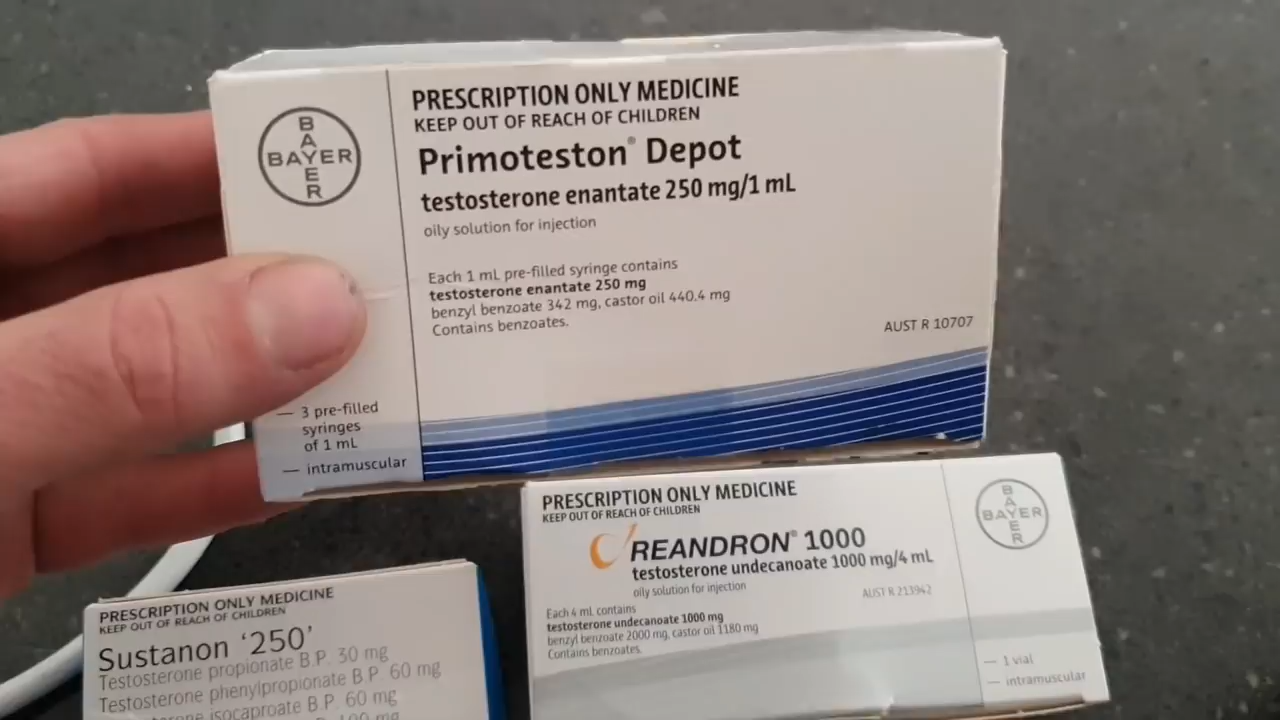 BAYER
BAYER
PRESCRIPTION ONLY MEDICINE
KEEP OUT OF REACH OF CHILDREN
Primoteston® Depot
testosterone enantate 250 mg/1 mL
oily solution for injection
Each 1 mL pre-filled syringe contains
testosterone enantate 250 mg
benzyl benzoate 342 mg, castor oil 440.4 mg
Contains benzoates.
AUST R 10707
— 3 pre-filled
syringes
of 1 mL
— intramuscular
PRESCRIPTION ONLY MEDICINE
KEEP OUT OF REACH OF CHILDREN
REANDRON® 1000
testosterone undecanoate 1000 mg/4 mL
oily solution for injection
AUST R 213942
Each 4 mL contains
testosterone undecanoate 1000 mg
benzyl benzoate 2000 mg, castor oil 1180 mg
Contains benzoates.
BAYER
BAYER
— 1 vial
— intramuscular
PRESCRIPTION ONLY MEDICINE
KEEP OUT OF REACH OF CHILDREN
Sustanon '250'
Testosterone propionate B.P. 30 mg
Testosterone phenylpropionate B.P. 60 mg
isocaproate B.P. 60 mg
100 mg